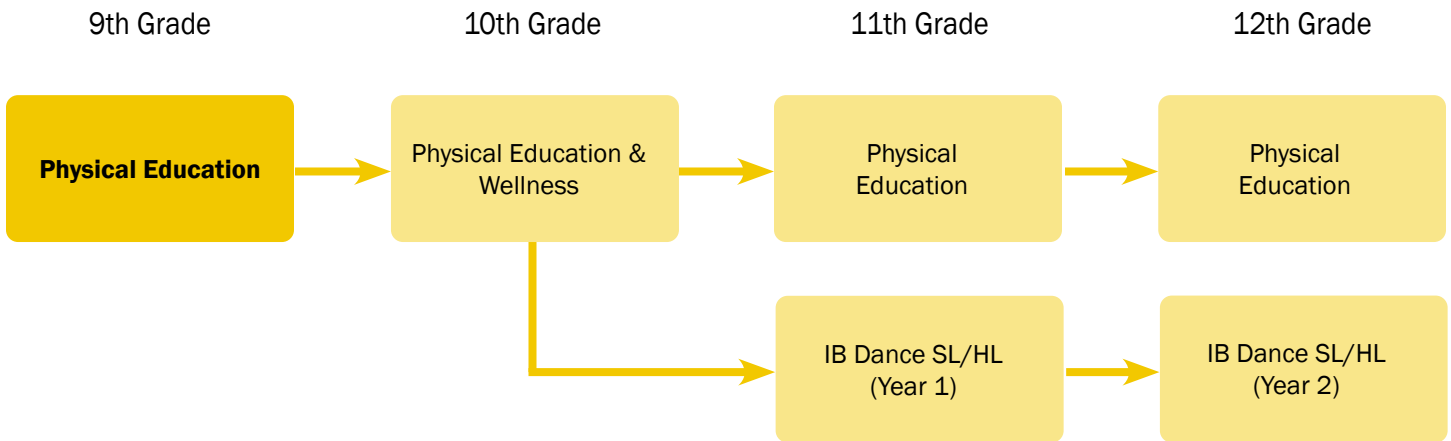 9th Grade
10th Grade
11th Grade
12th Grade
Physical Education
Physical Education &
Wellness
Physical
Education
Physical
Education
IB Dance SL/HL
(Year 1)
IB Dance SL/HL
(Year 2)